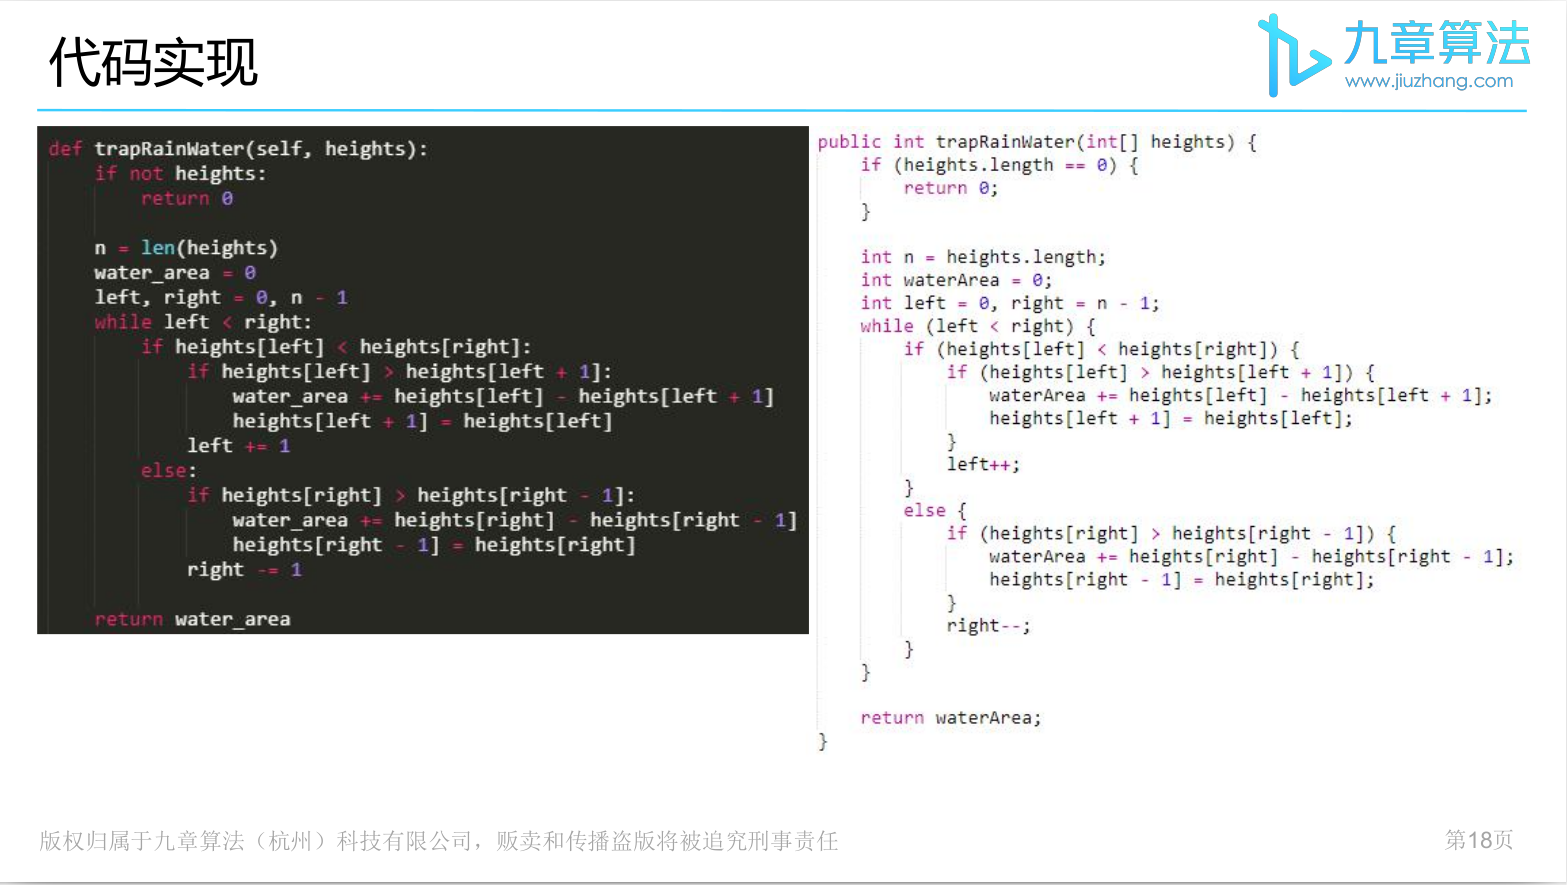 代码实现
九章算法
www.jiuzhang.com
def trapRainWater(self, heights):
    if not heights:
        return 0

    n = len(heights)
    water_area = 0
    left, right = 0, n - 1
    while left < right:
        if heights[left] < heights[right]:
            if heights[left] > heights[left + 1]:
                water_area += heights[left] - heights[left + 1]
                heights[left + 1] = heights[left]
            left += 1
        else:
            if heights[right] > heights[right - 1]:
                water_area += heights[right] - heights[right - 1]
                heights[right - 1] = heights[right]
            right -= 1

    return water_area
public int trapRainWater(int[] heights) {
    if (heights.length == 0) {
        return 0;
    }

    int n = heights.length;
    int waterArea = 0;
    int left = 0, right = n - 1;
    while (left < right) {
        if (heights[left] < heights[right]) {
            if (heights[left] > heights[left + 1]) {
                waterArea += heights[left] - heights[left + 1];
                heights[left + 1] = heights[left];
            }
            left++;
        }
        else {
            if (heights[right] > heights[right - 1]) {
                waterArea += heights[right] - heights[right - 1];
                heights[right - 1] = heights[right];
            }
            right--;
        }
    }

    return waterArea;
}
版权归属于九章算法（杭州）科技有限公司，贩卖和传播盗版将被追究刑事责任
第18页